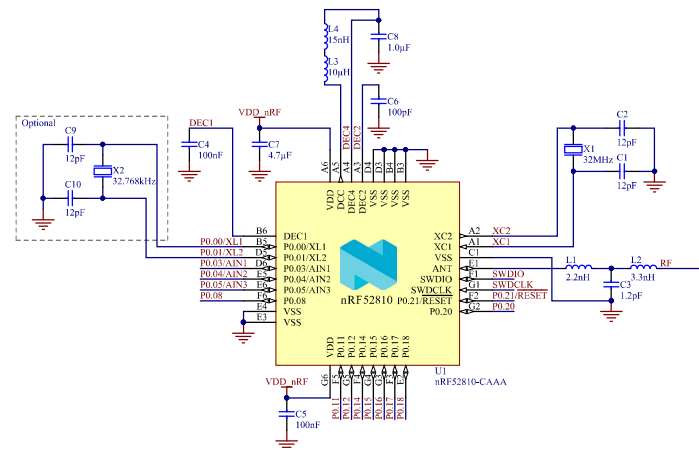 L4
15nH
L3
10µH
C8
1.0µF
C6
100pF
DEC4
DEC2
VDD_nRF
C7
4.7µF
DEC1
C4
100nF
Optional
C9
12pF
X2
32.768kHz
C10
12pF
C2
12pF
X1
32MHz
C1
12pF
A6
A5
A4
A3
D4
D3
B4
B3
VDD
DCC
DEC4
DEC2
VSS
VSS
VSS
VSS
B6
DEC1
P0.00/XL1
B5
P0.00/XL1
P0.01/XL2
D5
P0.01/XL2
P0.03/AIN1
D6
P0.03/AIN1
P0.04/AIN2
E5
P0.04/AIN2
P0.05/AIN3
E6
P0.05/AIN3
P0.08
F6
P0.08
E4
VSS
E3
VSS
nRF52810
XC2
A2
XC2
XC1
A1
XC1
VSS
C1
ANT
E1
SWDIO
F1
SWDIO
SWDCLK
G1
SWDCLK
P0.21/RESET
F2
P0.21/RESET
P0.20
G2
P0.20
L1
2.2nH
L2
3.3nH
RF
C3
1.2pF
VDD
P0.11
P0.12
P0.14
P0.15
P0.16
P0.17
P0.18
G6
F5
G5
F4
G4
G3
F3
E2
P0.11
P0.12
P0.14
P0.15
P0.16
P0.17
P0.18
U1
nRF52810-CAAA
VDD_nRF
C5
100nF